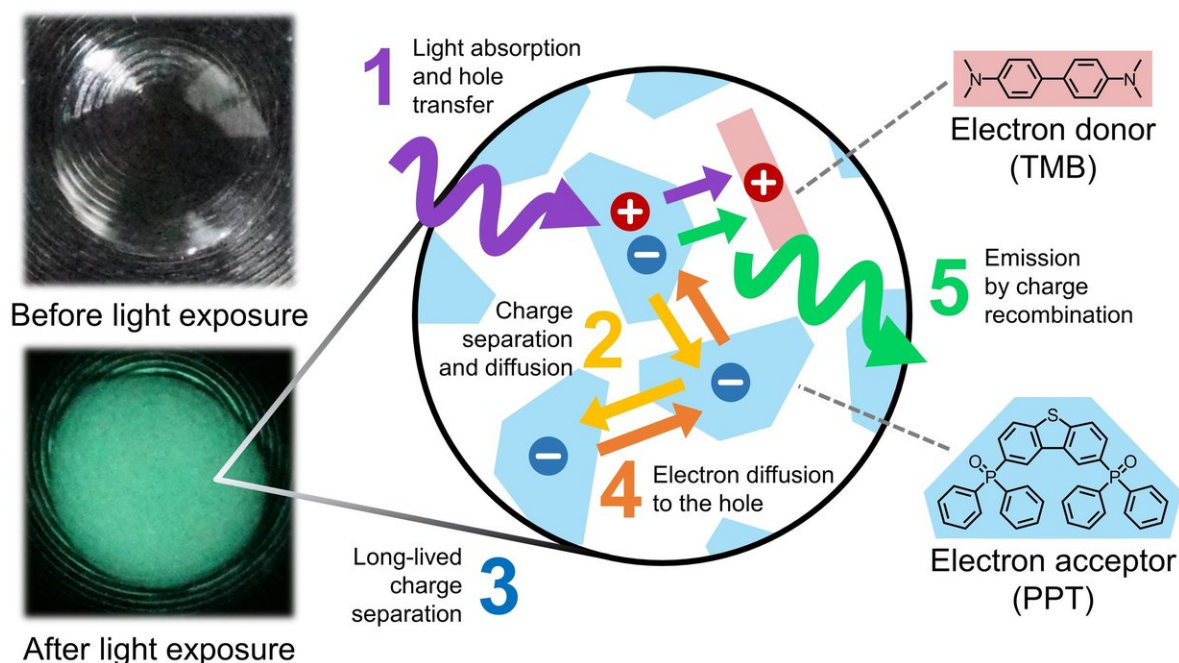 Before light exposure
After light exposure
1
Light absorption
and hole
transfer
+
−
+
Charge
separation
and diffusion
2
−
−
4
Electron diffusion
to the hole
Long-lived
charge
separation
3
5
Emission
by charge
recombination
N
N
Electron donor
(TMB)
S
O
P
O
P
Electron acceptor
(PPT)